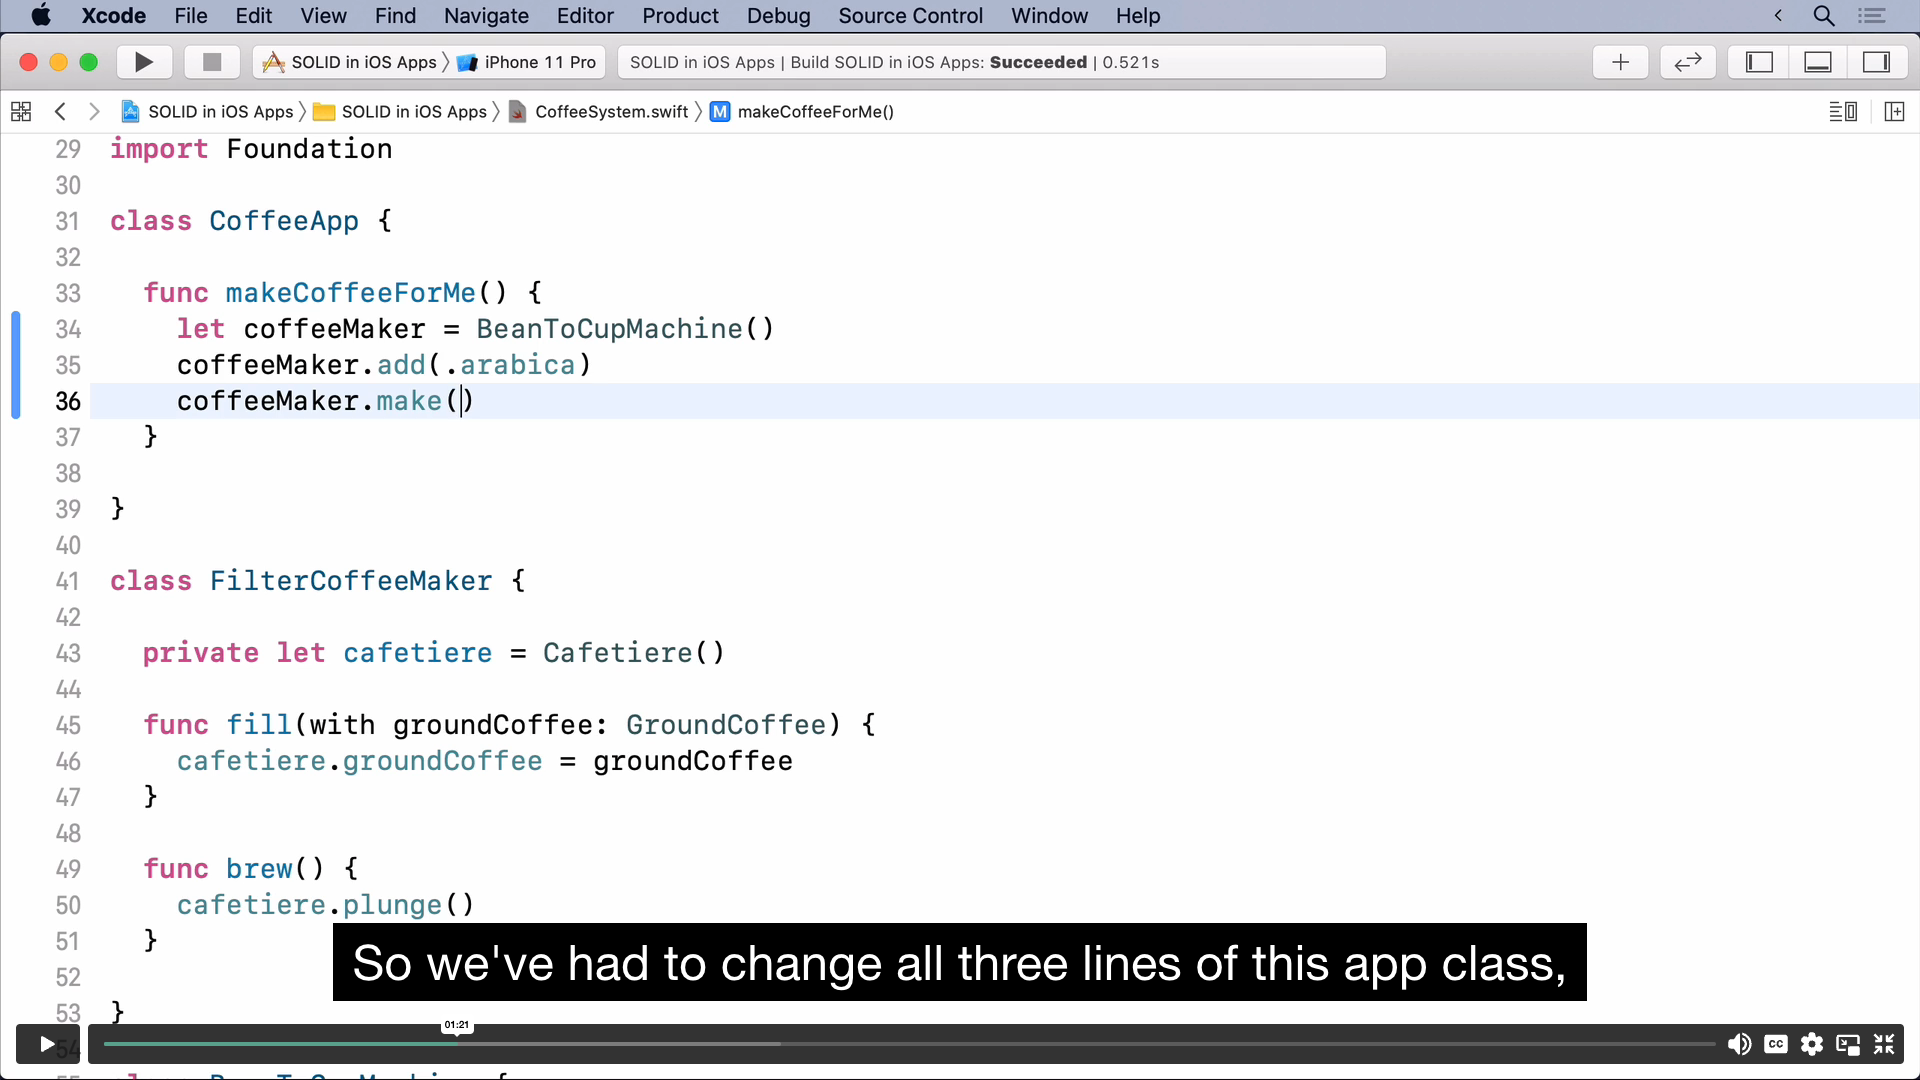 Xcode File Edit View Find Navigate Editor Product Debug Source Control Window Help
SOLID in iOS Apps iPhone 11 Pro SOLID in iOS Apps | Build SOLID in iOS Apps: Succeeded | 0.521s
SOLID in iOS Apps SOLID in iOS Apps CoffeeSystem.swift M makeCoffeeForMe()
29 import Foundation
30
31 class CoffeeApp {
32
33 func makeCoffeeForMe() {
34 let coffeeMaker = BeanToCupMachine()
35 coffeeMaker.add(.arabica)
36 coffeeMaker.make()
37 }
38
39 }
40
41 class FilterCoffeeMaker {
42
43 private let cafetiere = Cafetiere()
44
45 func fill(with groundCoffee: GroundCoffee) {
46 cafetiere.groundCoffee = groundCoffee
47 }
48
49 func brew() {
50 cafetiere.plunge()
51 }
So we've had to change all three lines of this app class,
52
53 }
01:21
54
CC